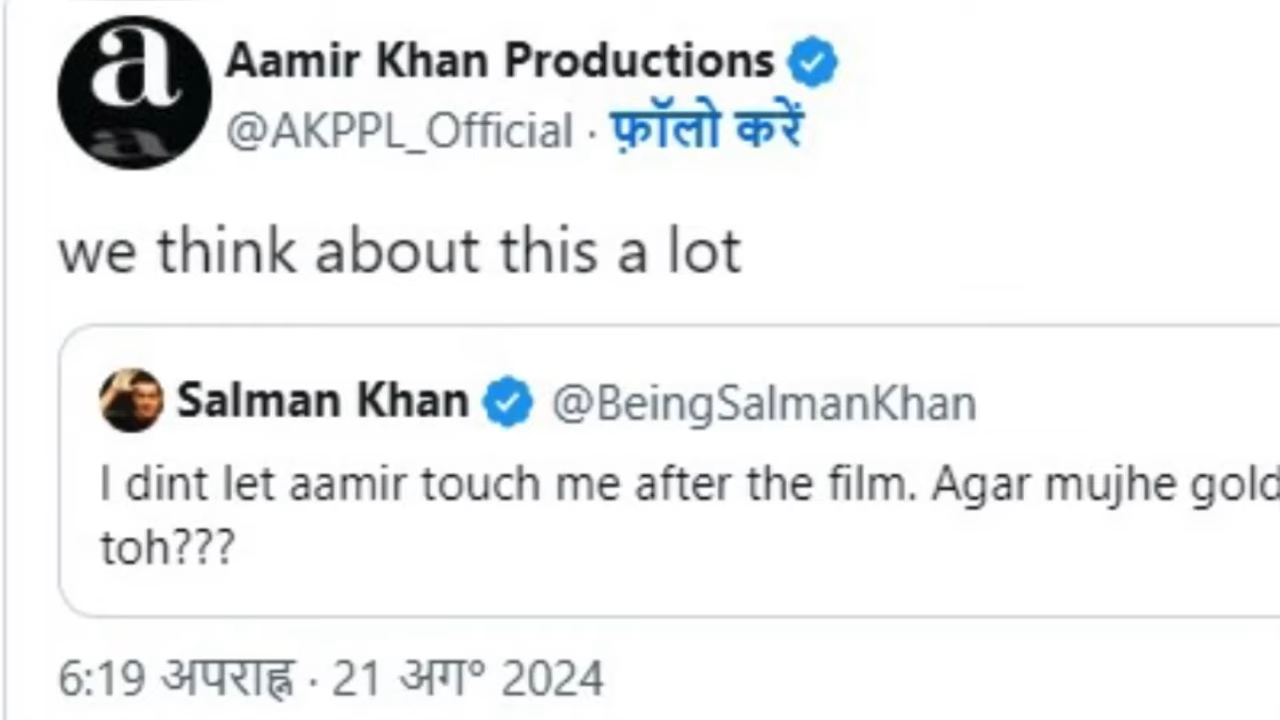 a
Aamir Khan Productions
@AKPPL_Official · फ़ॉलो करें
we think about this a lot
Salman Khan @BeingSalmanKhan
I dint let aamir touch me after the film. Agar mujhe gold
toh???
6:19 अपराह्न · 21 अग॰ 2024